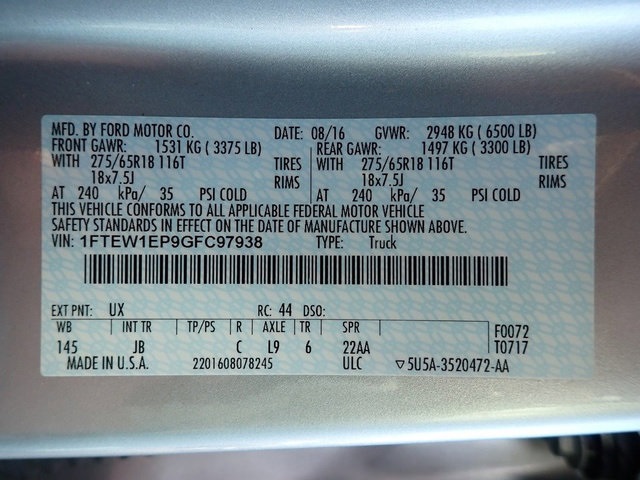 MFD. BY FORD MOTOR CO. DATE: 08/16 GVWR: 2948 KG ( 6500 LB)
FRONT GAWR: 1531 KG ( 3375 LB) REAR GAWR: 1497 KG ( 3300 LB)
WITH 275/65R18 116T TIRES WITH 275/65R18 116T TIRES
18x7.5J RIMS 18x7.5J RIMS
AT 240 kPa/ 35 PSI COLD AT 240 kPa/ 35 PSI COLD
THIS VEHICLE CONFORMS TO ALL APPLICABLE FEDERAL MOTOR VEHICLE
SAFETY STANDARDS IN EFFECT ON THE DATE OF MANUFACTURE SHOWN ABOVE.
VIN: 1FTEW1EP9GFC97938 TYPE: Truck
EXT PNT: UX RC: 44 DSO:
WB INT TR TP/PS R AXLE TR SPR F0072
145 JB C L9 6 22AA T0717
MADE IN U.S.A. 2201608078245 ULC ▽5U5A-3520472-AA